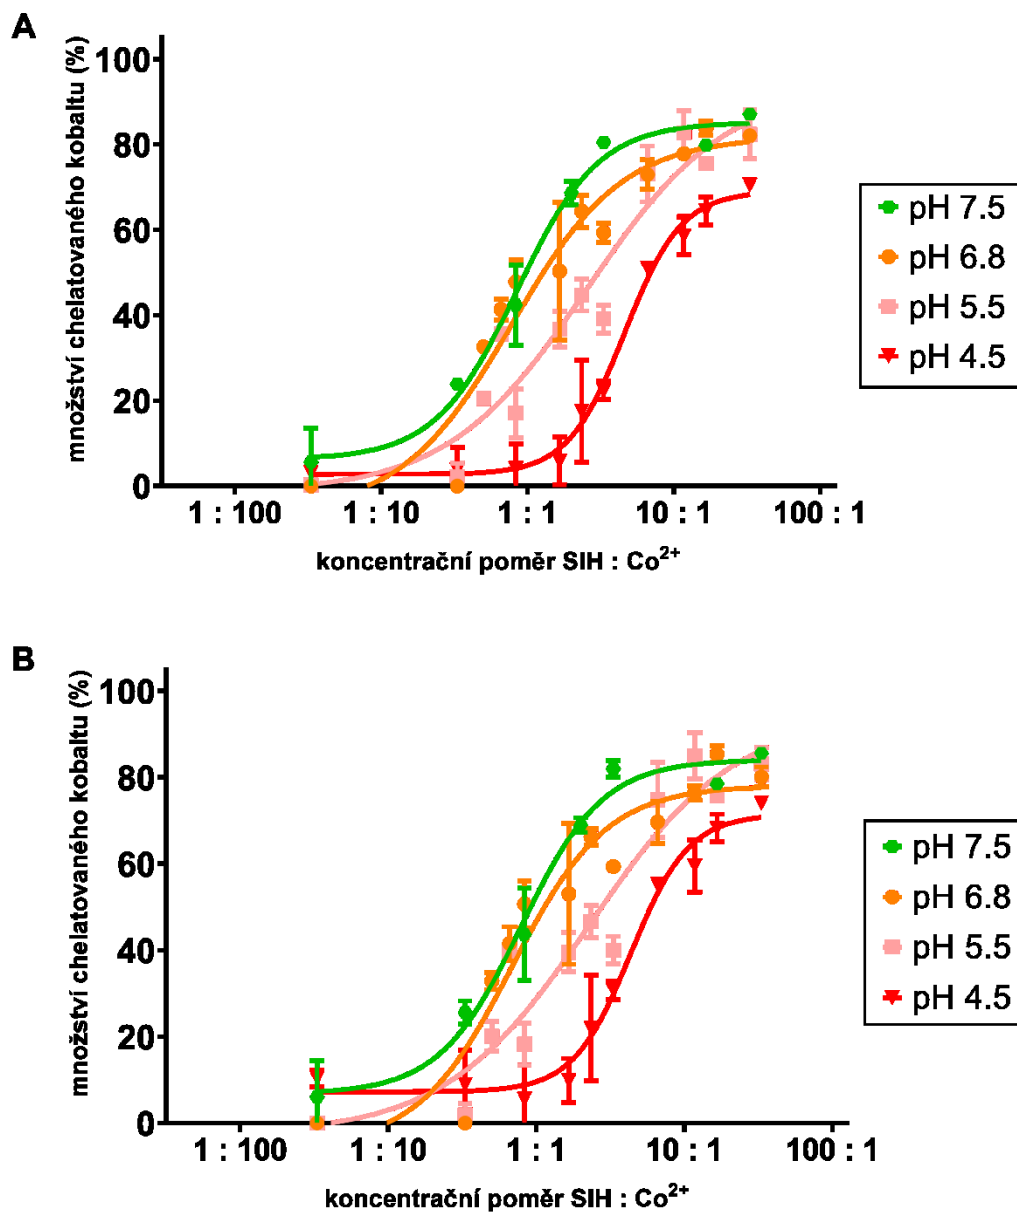 A
množství chelatovaného kobaltu (%)
100
80
60
40
20
0
1 : 100 1 : 10 1 : 1 10 : 1 100 : 1
koncentrační poměr SIH : Co²⁺
pH 7.5
pH 6.8
pH 5.5
pH 4.5
B
množství chelatovaného kobaltu (%)
100
80
60
40
20
0
1 : 100 1 : 10 1 : 1 10 : 1 100 : 1
koncentrační poměr SIH : Co²⁺
pH 7.5
pH 6.8
pH 5.5
pH 4.5